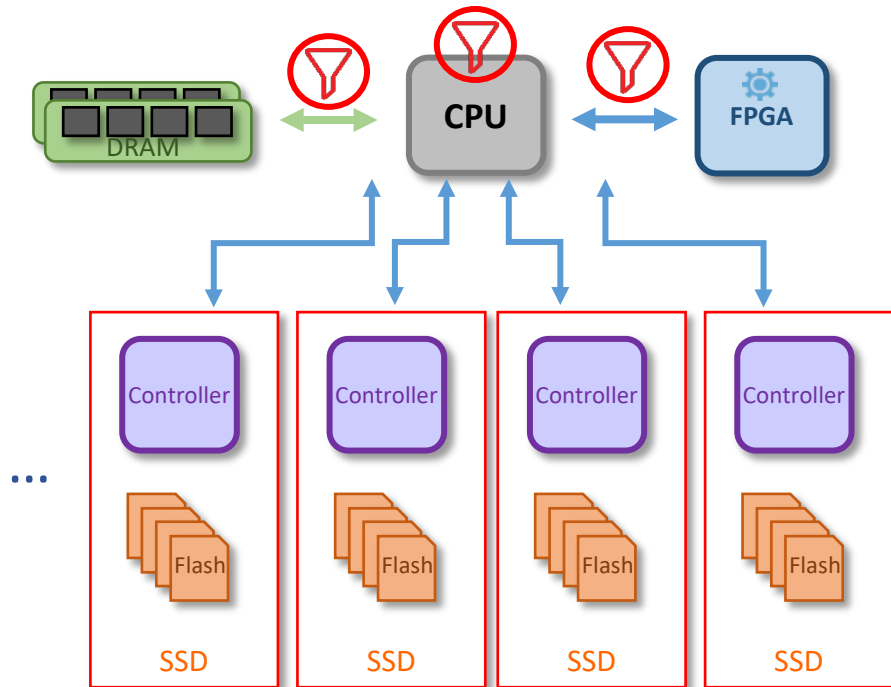 CPU
FPGA
DRAM
Controller
Controller
Controller
Controller
...
Flash
Flash
Flash
Flash
SSD
SSD
SSD
SSD